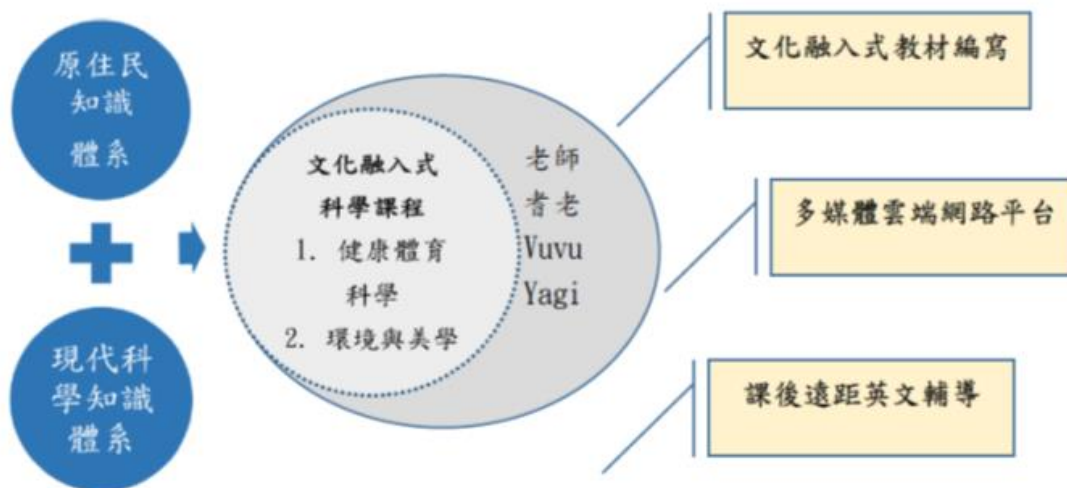 原住民
知識
體系
現代科
學知識
體系
文化融入式
科學課程
1. 健康體育
科學
2. 環境與美學
老師
耆老
Vuvu
Yagi
文化融入式教材編寫
多媒體雲端網路平台
課後遠距英文輔導